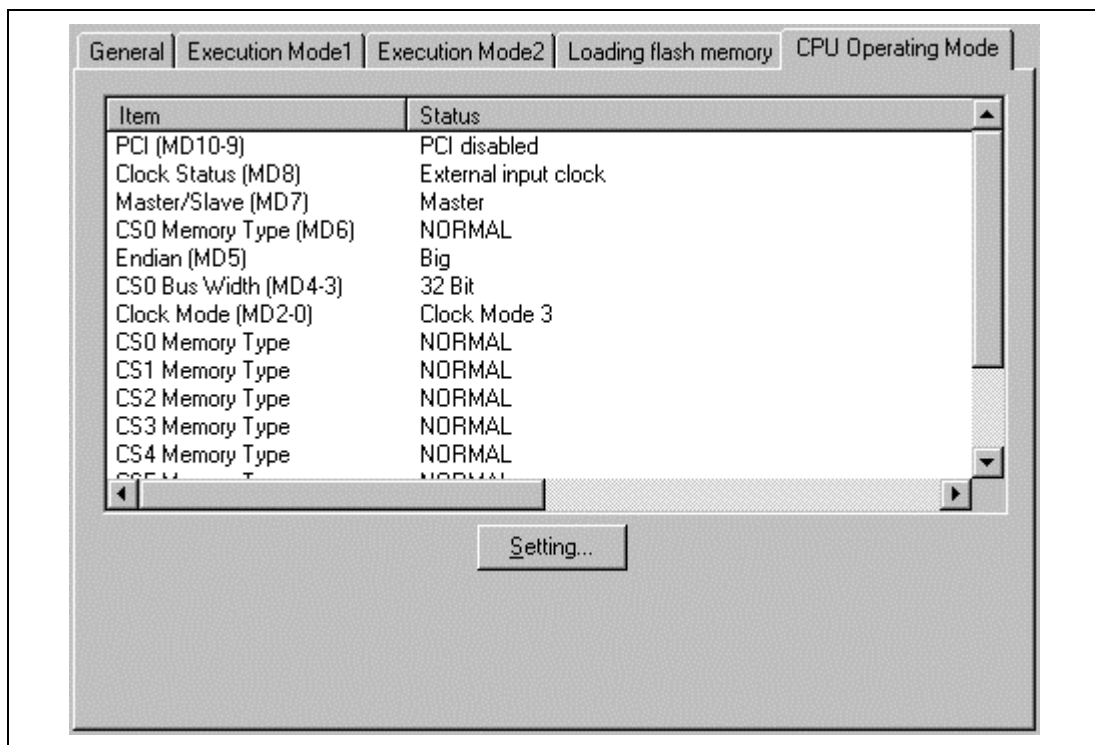 General Execution Mode1 Execution Mode2 Loading flash memory CPU Operating Mode
Item Status
PCI (MD10-9) PCI disabled
Clock Status (MD8) External input clock
Master/Slave (MD7) Master
CS0 Memory Type (MD6) NORMAL
Endian (MD5) Big
CS0 Bus Width (MD4-3) 32 Bit
Clock Mode (MD2-0) Clock Mode 3
CS0 Memory Type NORMAL
CS1 Memory Type NORMAL
CS2 Memory Type NORMAL
CS3 Memory Type NORMAL
CS4 Memory Type NORMAL
Setting...